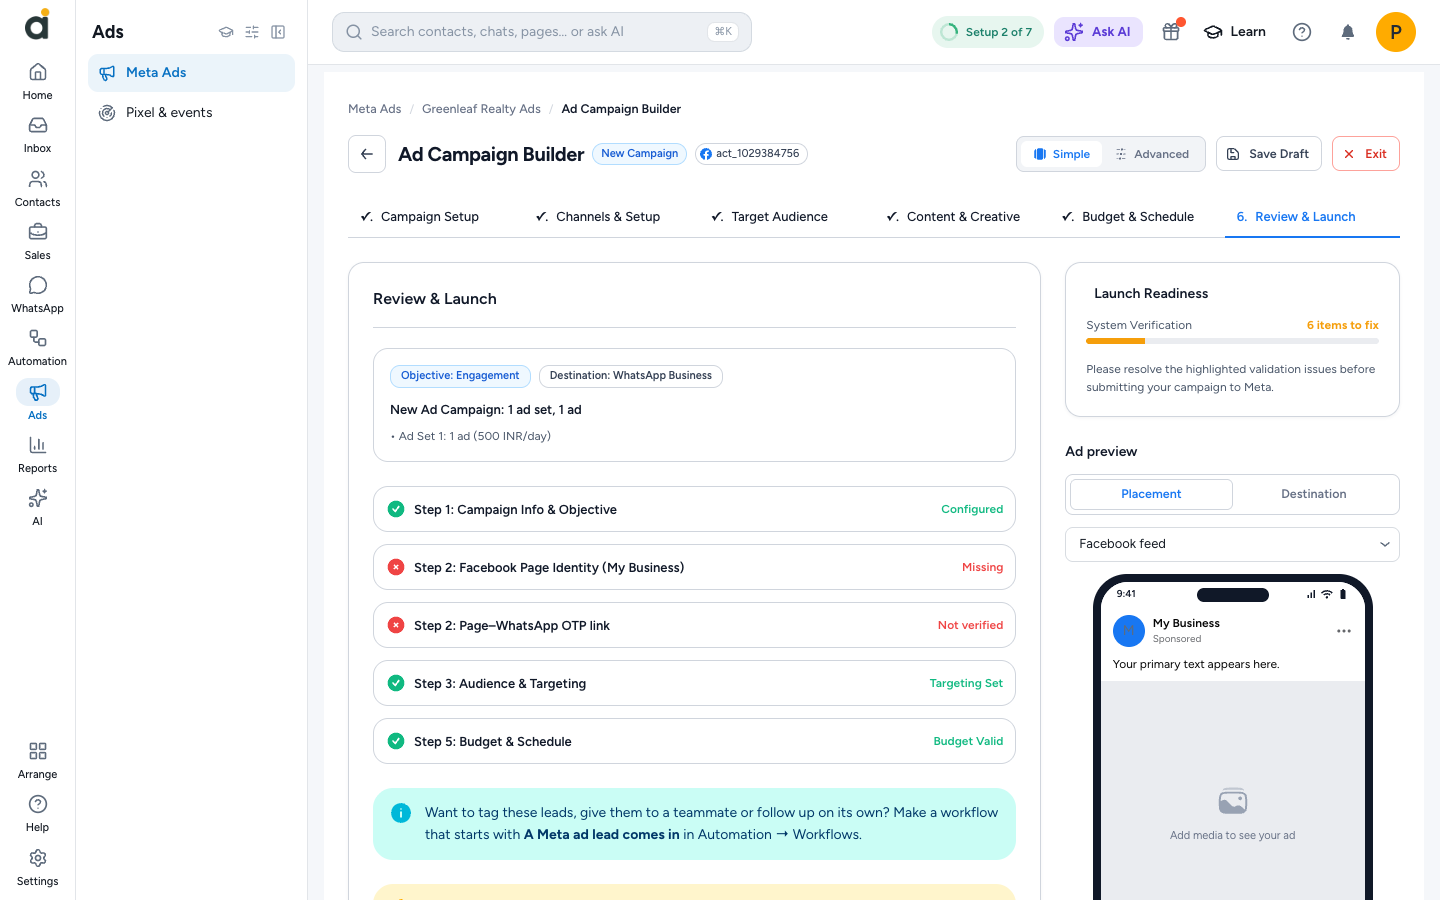 Ads
Search contacts, chats, pages... or ask AI
⌘K
Setup 2 of 7
Ask AI
Learn
P
Home
Inbox
Contacts
Sales
WhatsApp
Automation
Ads
Reports
AI
Arrange
Help
Settings
Meta Ads
Pixel & events
Meta Ads / Greenleaf Realty Ads / Ad Campaign Builder
Ad Campaign Builder
New Campaign
act_1029384756
Simple
Advanced
Save Draft
Exit
✓. Campaign Setup
✓. Channels & Setup
✓. Target Audience
✓. Content & Creative
✓. Budget & Schedule
6. Review & Launch
Review & Launch
Objective: Engagement
Destination: WhatsApp Business
New Ad Campaign: 1 ad set, 1 ad
• Ad Set 1: 1 ad (500 INR/day)
Step 1: Campaign Info & Objective
Configured
Step 2: Facebook Page Identity (My Business)
Missing
Step 2: Page–WhatsApp OTP link
Not verified
Step 3: Audience & Targeting
Targeting Set
Step 5: Budget & Schedule
Budget Valid
Want to tag these leads, give them to a teammate or follow up on its own? Make a workflow
that starts with A Meta ad lead comes in in Automation → Workflows.
Launch Readiness
System Verification
6 items to fix
Please resolve the highlighted validation issues before
submitting your campaign to Meta.
Ad preview
Placement
Destination
Facebook feed
9:41
M
My Business
Sponsored
Your primary text appears here.
Add media to see your ad